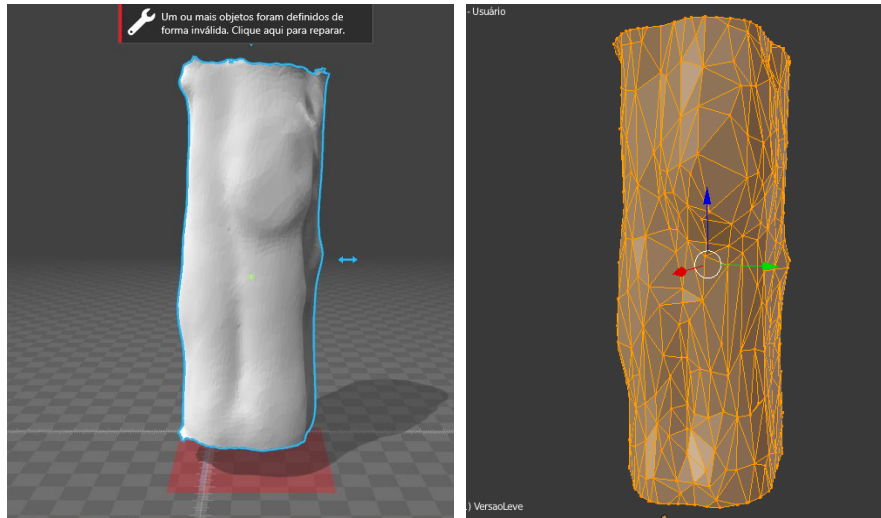 Um ou mais objetos foram definidos de
forma inválida. Clique aqui para reparar.
- Usuário
.) VersaoLeve